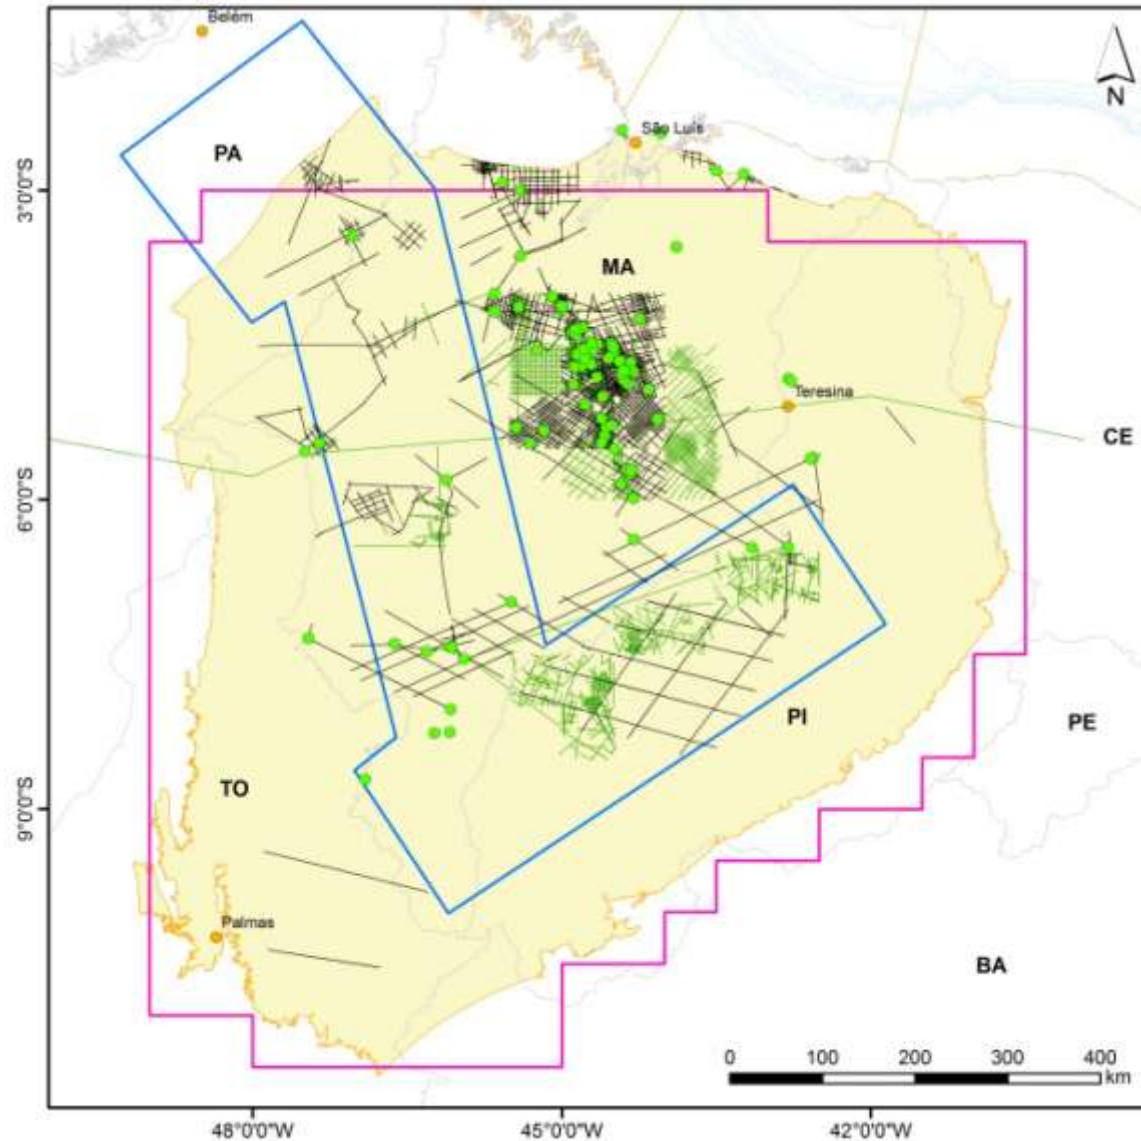 Belém
N
São Luís
PA
3°0'0"S
MA
Teresina
CE
6°0'0"S
PI
PE
TO
9°0'0"S
Palmas
BA
0 100 200 300 400
km
48°0'0"W 45°0'0"W 42°0'0"W